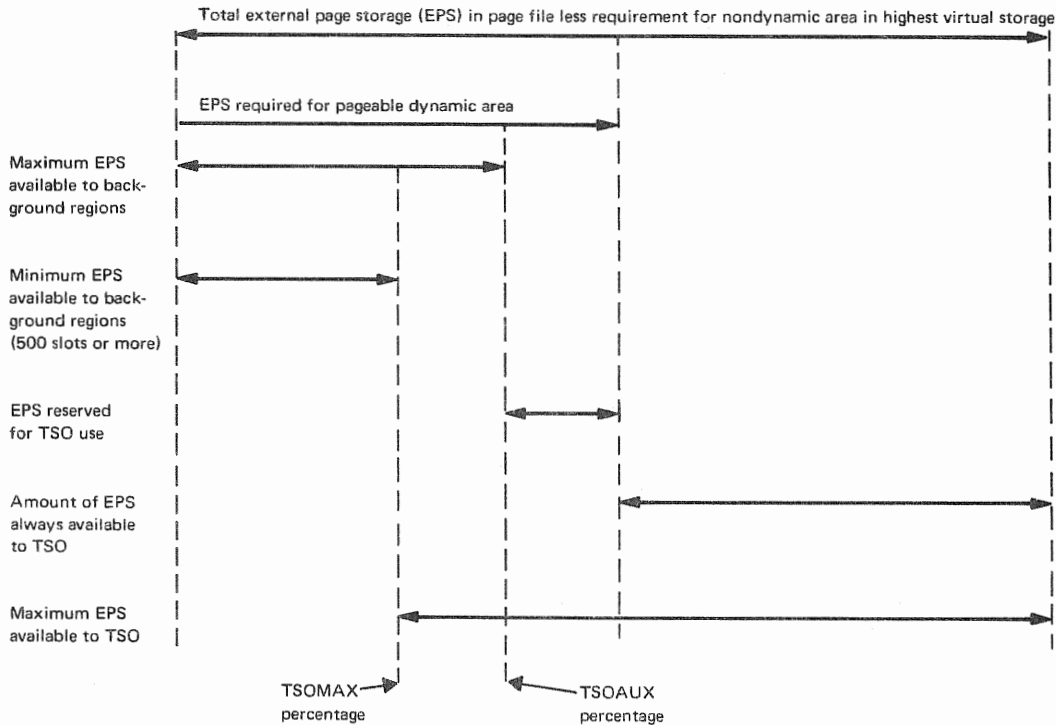 Total external page storage (EPS) in page file less requirement for nondynamic area in highest virtual storage
EPS required for pageable dynamic area
Maximum EPS
available to back-
ground regions
Minimum EPS
available to back-
ground regions
(500 slots or more)
EPS reserved
for TSO use
Amount of EPS
always available
to TSO
Maximum EPS
available to TSO
TSOMAX
percentage
TSOAUX
percentage